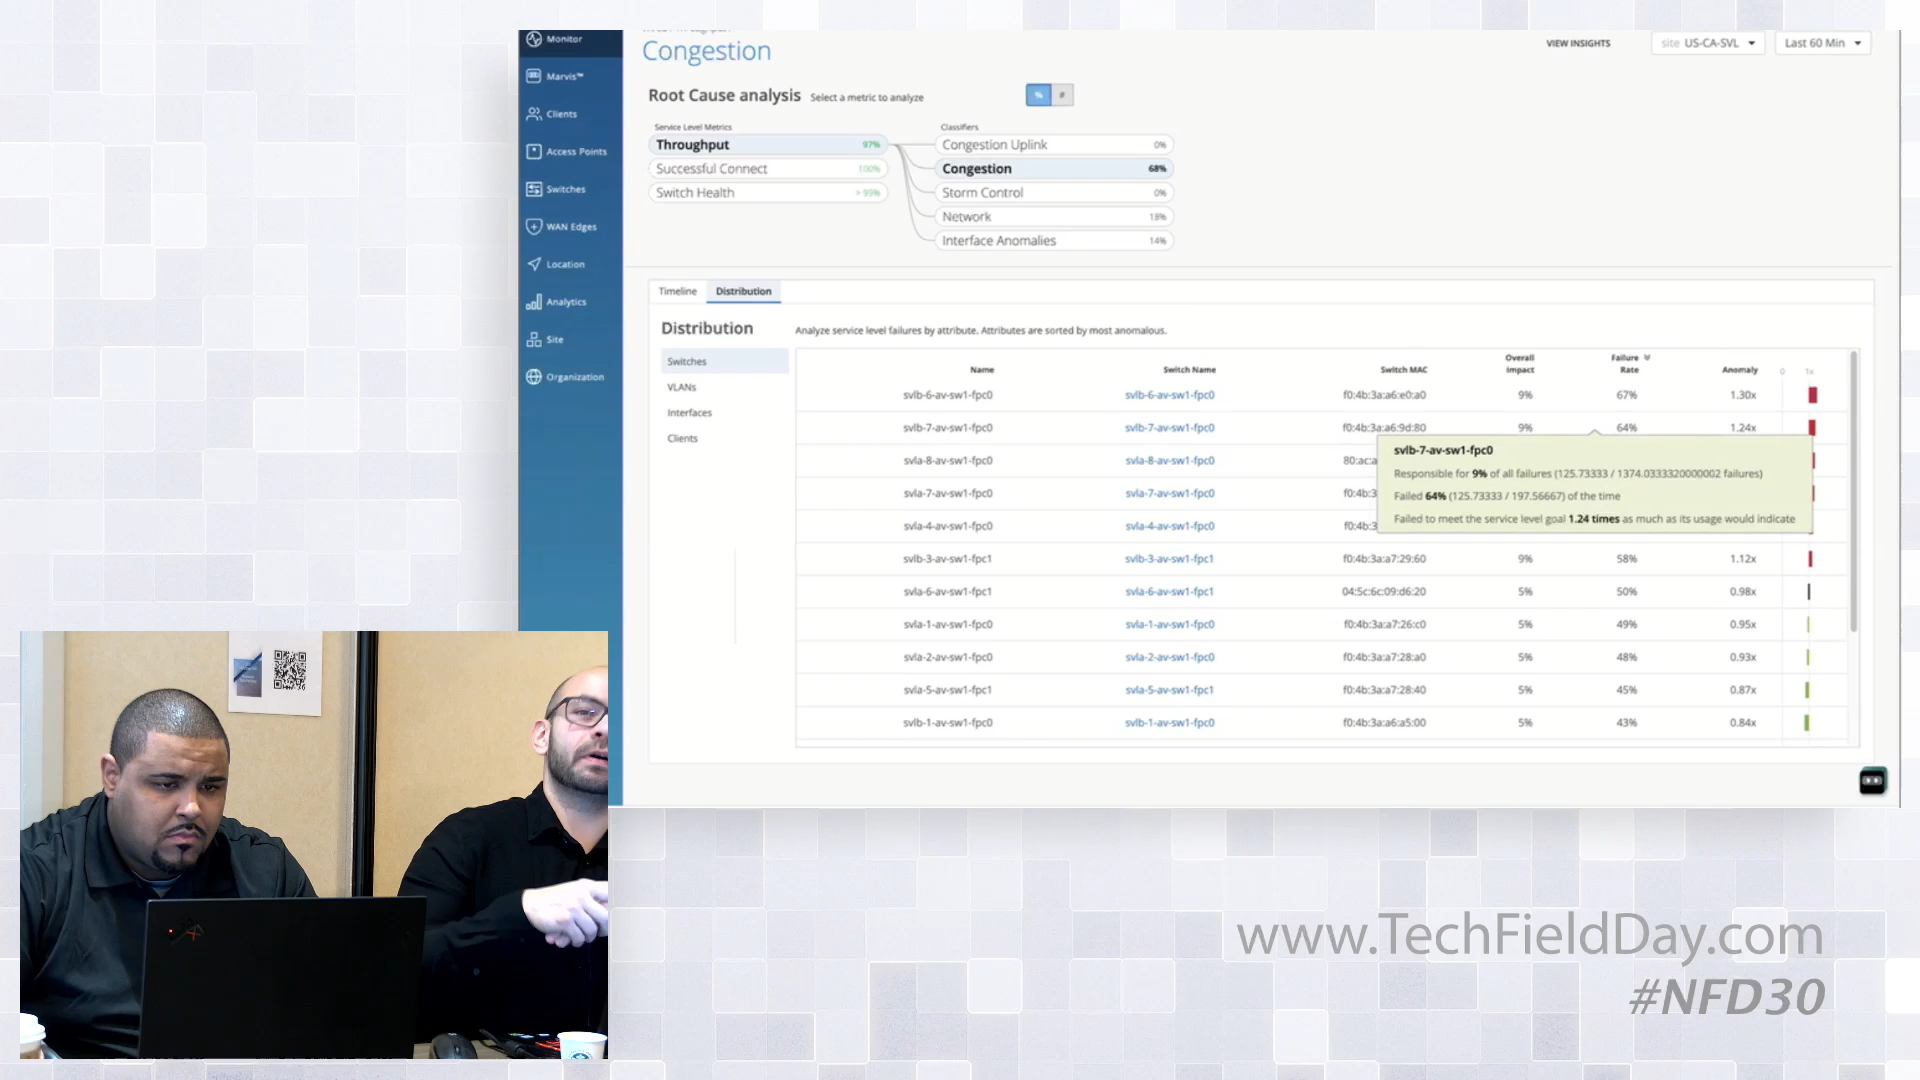 Monitor
Marvis™
Clients
Access Points
Switches
WAN Edges
Location
Analytics
Site
Organization
Congestion
VIEW INSIGHTS
site US-CA-SVL
Last 60 Min
Root Cause analysis Select a metric to analyze
% #
Service Level Metrics
Throughput 97%
Successful Connect 100%
Switch Health > 99%
Classifiers
Congestion Uplink 0%
Congestion 68%
Storm Control 0%
Network 18%
Interface Anomalies 14%
Timeline Distribution
Distribution
Analyze service level failures by attribute. Attributes are sorted by most anomalous.
Switches
VLANs
Interfaces
Clients
Name Switch Name Switch MAC Overall Impact Failure Rate Anomaly 0 1x
svlb-6-av-sw1-fpc0 svlb-6-av-sw1-fpc0 f0:4b:3a:a6:e0:a0 9% 67% 1.30x
svlb-7-av-sw1-fpc0 svlb-7-av-sw1-fpc0 f0:4b:3a:a6:9d:80 9% 64% 1.24x
svla-8-av-sw1-fpc0 svla-8-av-sw1-fpc0 80:ac:a
svla-7-av-sw1-fpc0 svla-7-av-sw1-fpc0 f0:4b:3
svla-4-av-sw1-fpc0 svla-4-av-sw1-fpc0 f0:4b:3
svlb-3-av-sw1-fpc1 svlb-3-av-sw1-fpc1 f0:4b:3a:a7:29:60 9% 58% 1.12x
svla-6-av-sw1-fpc1 svla-6-av-sw1-fpc1 04:5c:6c:09:d6:20 5% 50% 0.98x
svla-1-av-sw1-fpc0 svla-1-av-sw1-fpc0 f0:4b:3a:a7:26:c0 5% 49% 0.95x
svla-2-av-sw1-fpc0 svla-2-av-sw1-fpc0 f0:4b:3a:a7:28:a0 5% 48% 0.93x
svla-5-av-sw1-fpc1 svla-5-av-sw1-fpc1 f0:4b:3a:a7:28:40 5% 45% 0.87x
svlb-1-av-sw1-fpc0 svlb-1-av-sw1-fpc0 f0:4b:3a:a6:a5:00 5% 43% 0.84x
svlb-7-av-sw1-fpc0
Responsible for 9% of all failures (125.73333 / 1374.0333320000002 failures)
Failed 64% (125.73333 / 197.56667) of the time
Failed to meet the service level goal 1.24 times as much as its usage would indicate
www.TechFieldDay.com
#NFD30